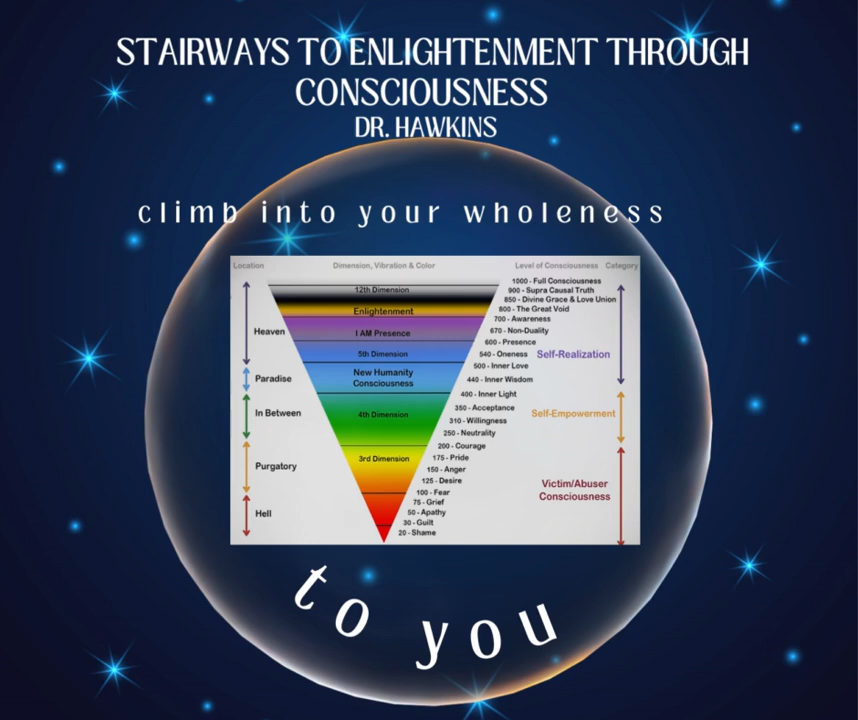 STAIRWAYS TO ENLIGHTENMENT THROUGH
CONSCIOUSNESS
DR. HAWKINS
climb into your wholeness
Location
Dimension, Vibration & Color
Level of Consciousness
Category
Heaven
Paradise
In Between
Purgatory
Hell
12th Dimension
Enlightenment
I AM Presence
5th Dimension
New Humanity
Consciousness
4th Dimension
3rd Dimension
1000 - Full Consciousness
900 - Supra Causal Truth
850 - Divine Grace & Love Union
800 - The Great Void
700 - Awareness
670 - Non-Duality
600 - Presence
540 - Oneness
500 - Inner Love
440 - Inner Wisdom
400 - Inner Light
350 - Acceptance
310 - Willingness
250 - Neutrality
200 - Courage
175 - Pride
150 - Anger
125 - Desire
100 - Fear
75 - Grief
50 - Apathy
30 - Guilt
20 - Shame
Self-Realization
Self-Empowerment
Victim/Abuser
Consciousness
to you